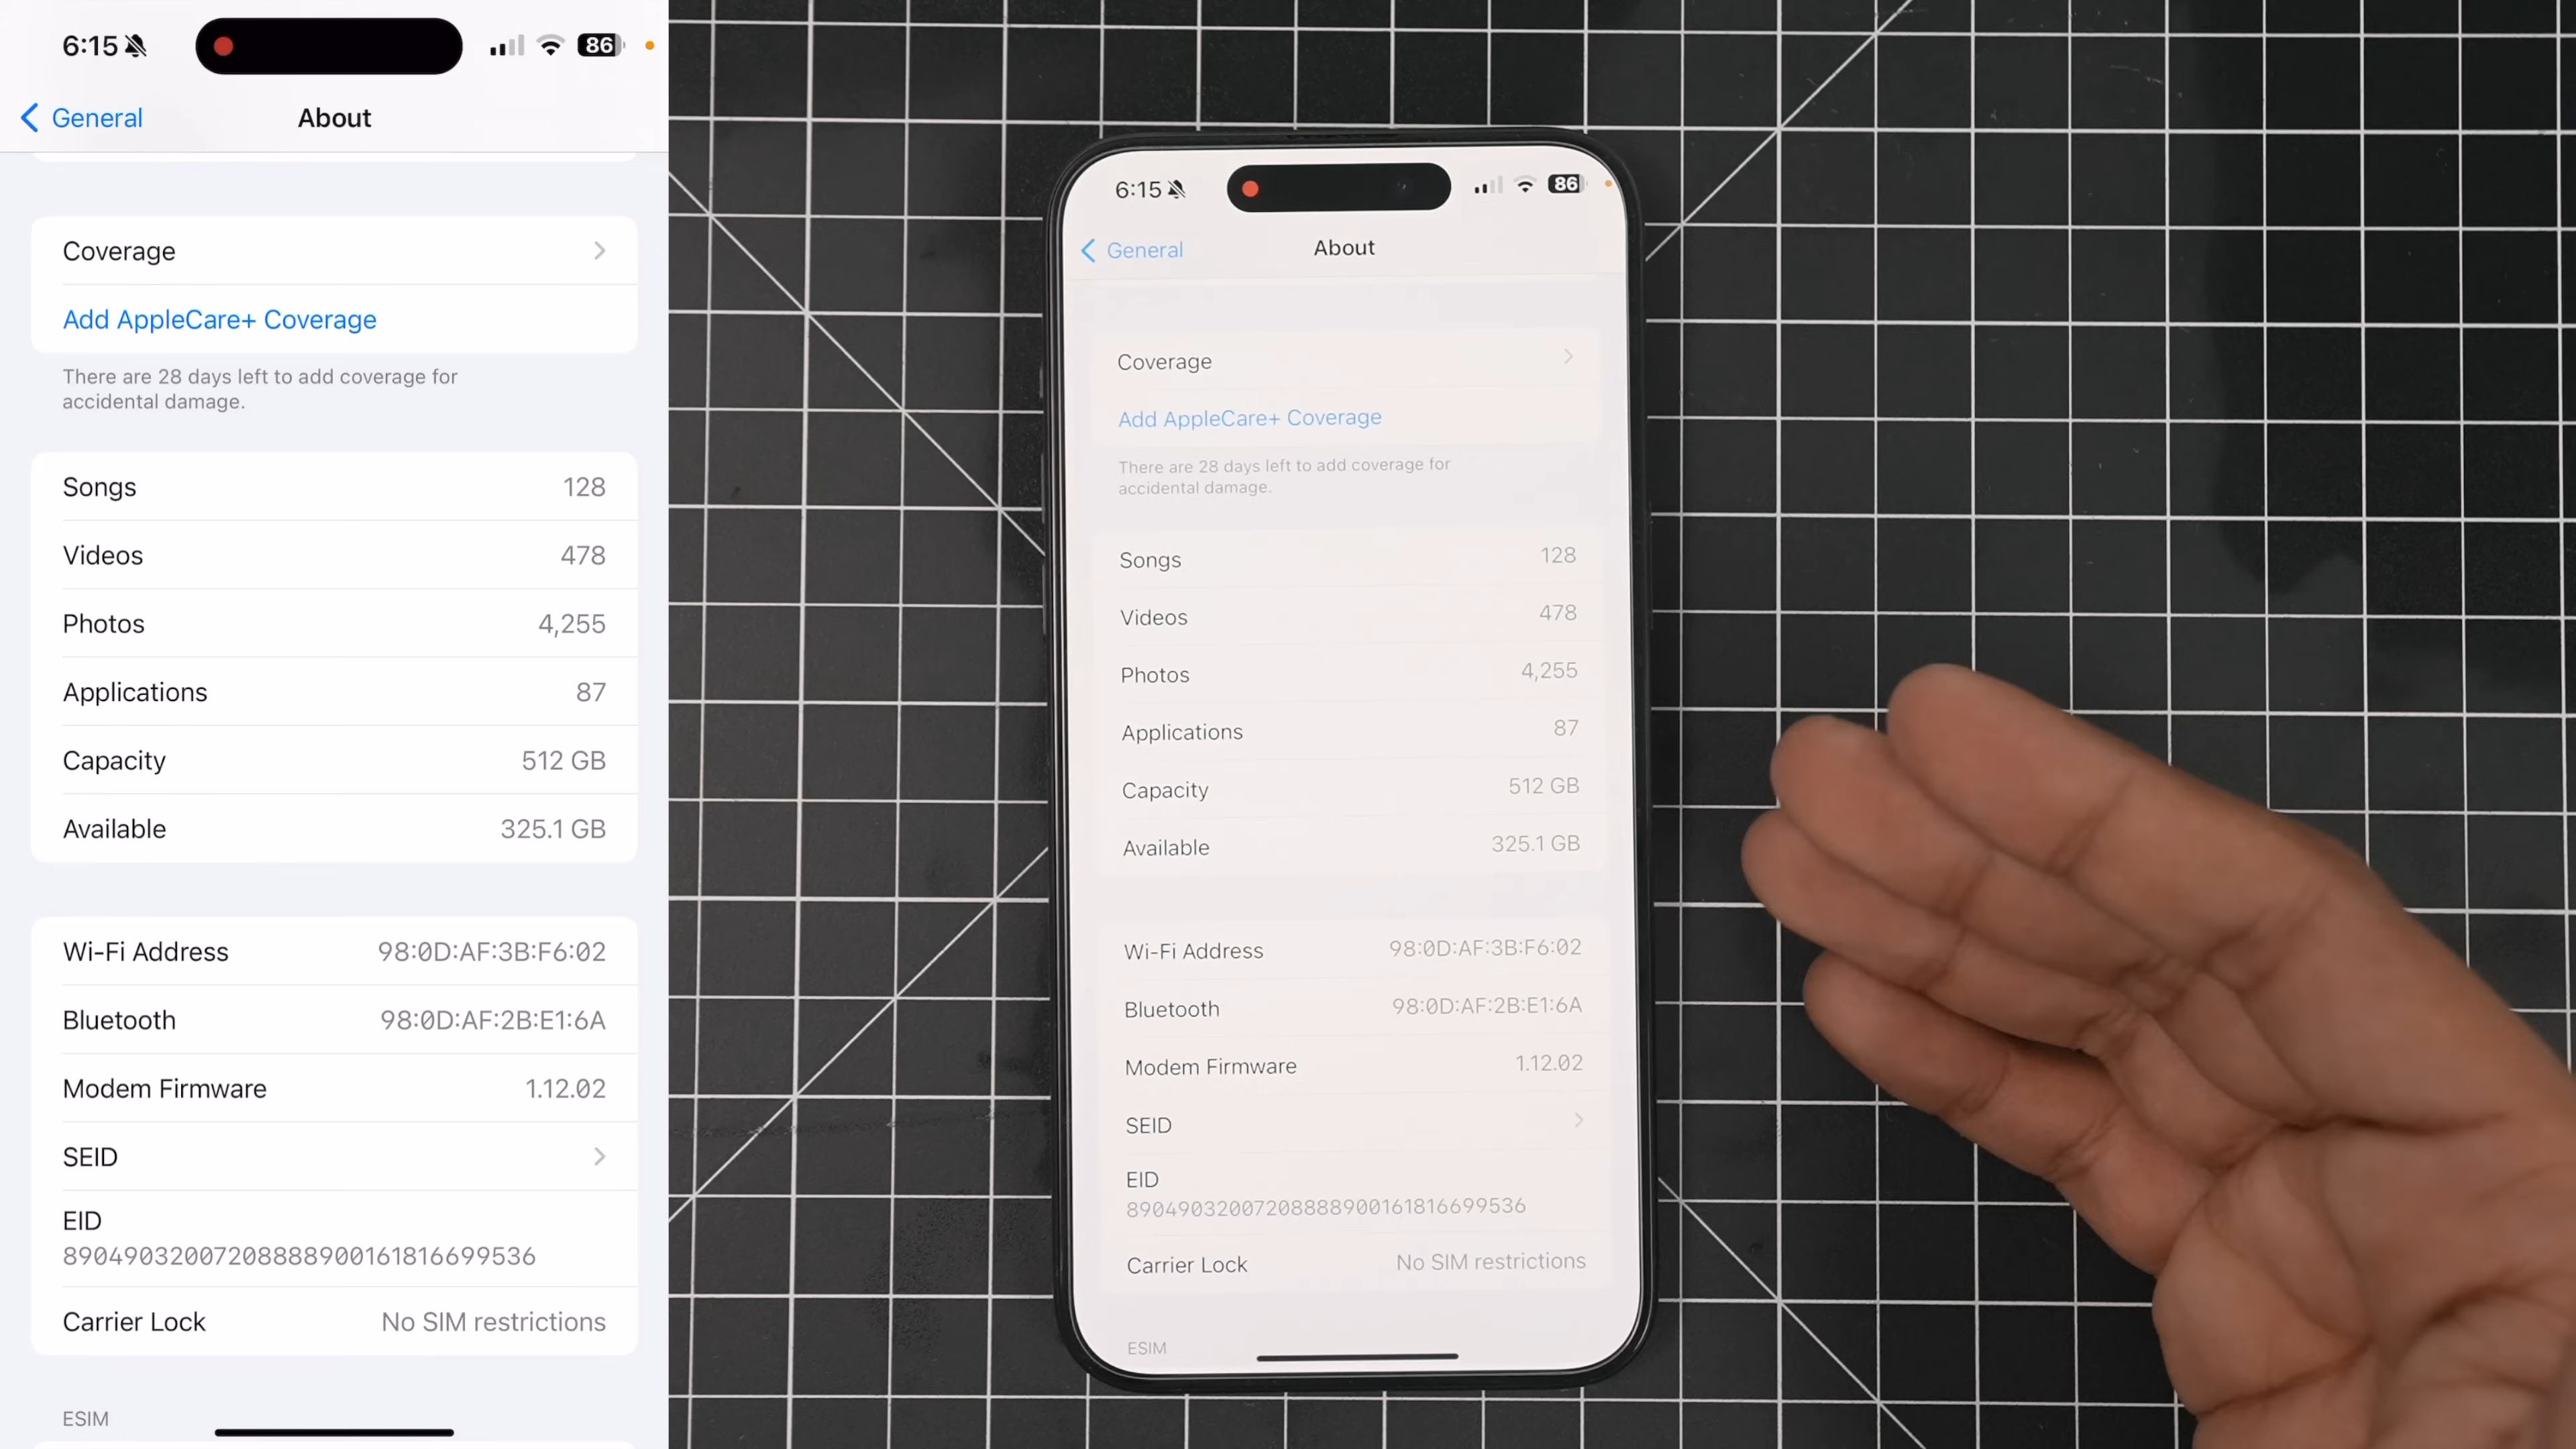 6:15
86
General
About
Coverage
Add AppleCare+ Coverage
There are 28 days left to add coverage for
accidental damage.
Songs 128
Videos 478
Photos 4,255
Applications 87
Capacity 512 GB
Available 325.1 GB
Wi-Fi Address 98:0D:AF:3B:F6:02
Bluetooth 98:0D:AF:2B:E1:6A
Modem Firmware 1.12.02
SEID
EID
89049032007208888900161816699536
Carrier Lock No SIM restrictions
ESIM
6:15
86
General
About
Coverage
Add AppleCare+ Coverage
There are 28 days left to add coverage for
accidental damage.
Songs 128
Videos 478
Photos 4,255
Applications 87
Capacity 512 GB
Available 325.1 GB
Wi-Fi Address 98:0D:AF:3B:F6:02
Bluetooth 98:0D:AF:2B:E1:6A
Modem Firmware 1.12.02
SEID
EID
89049032007208888900161816699536
Carrier Lock No SIM restrictions
ESIM